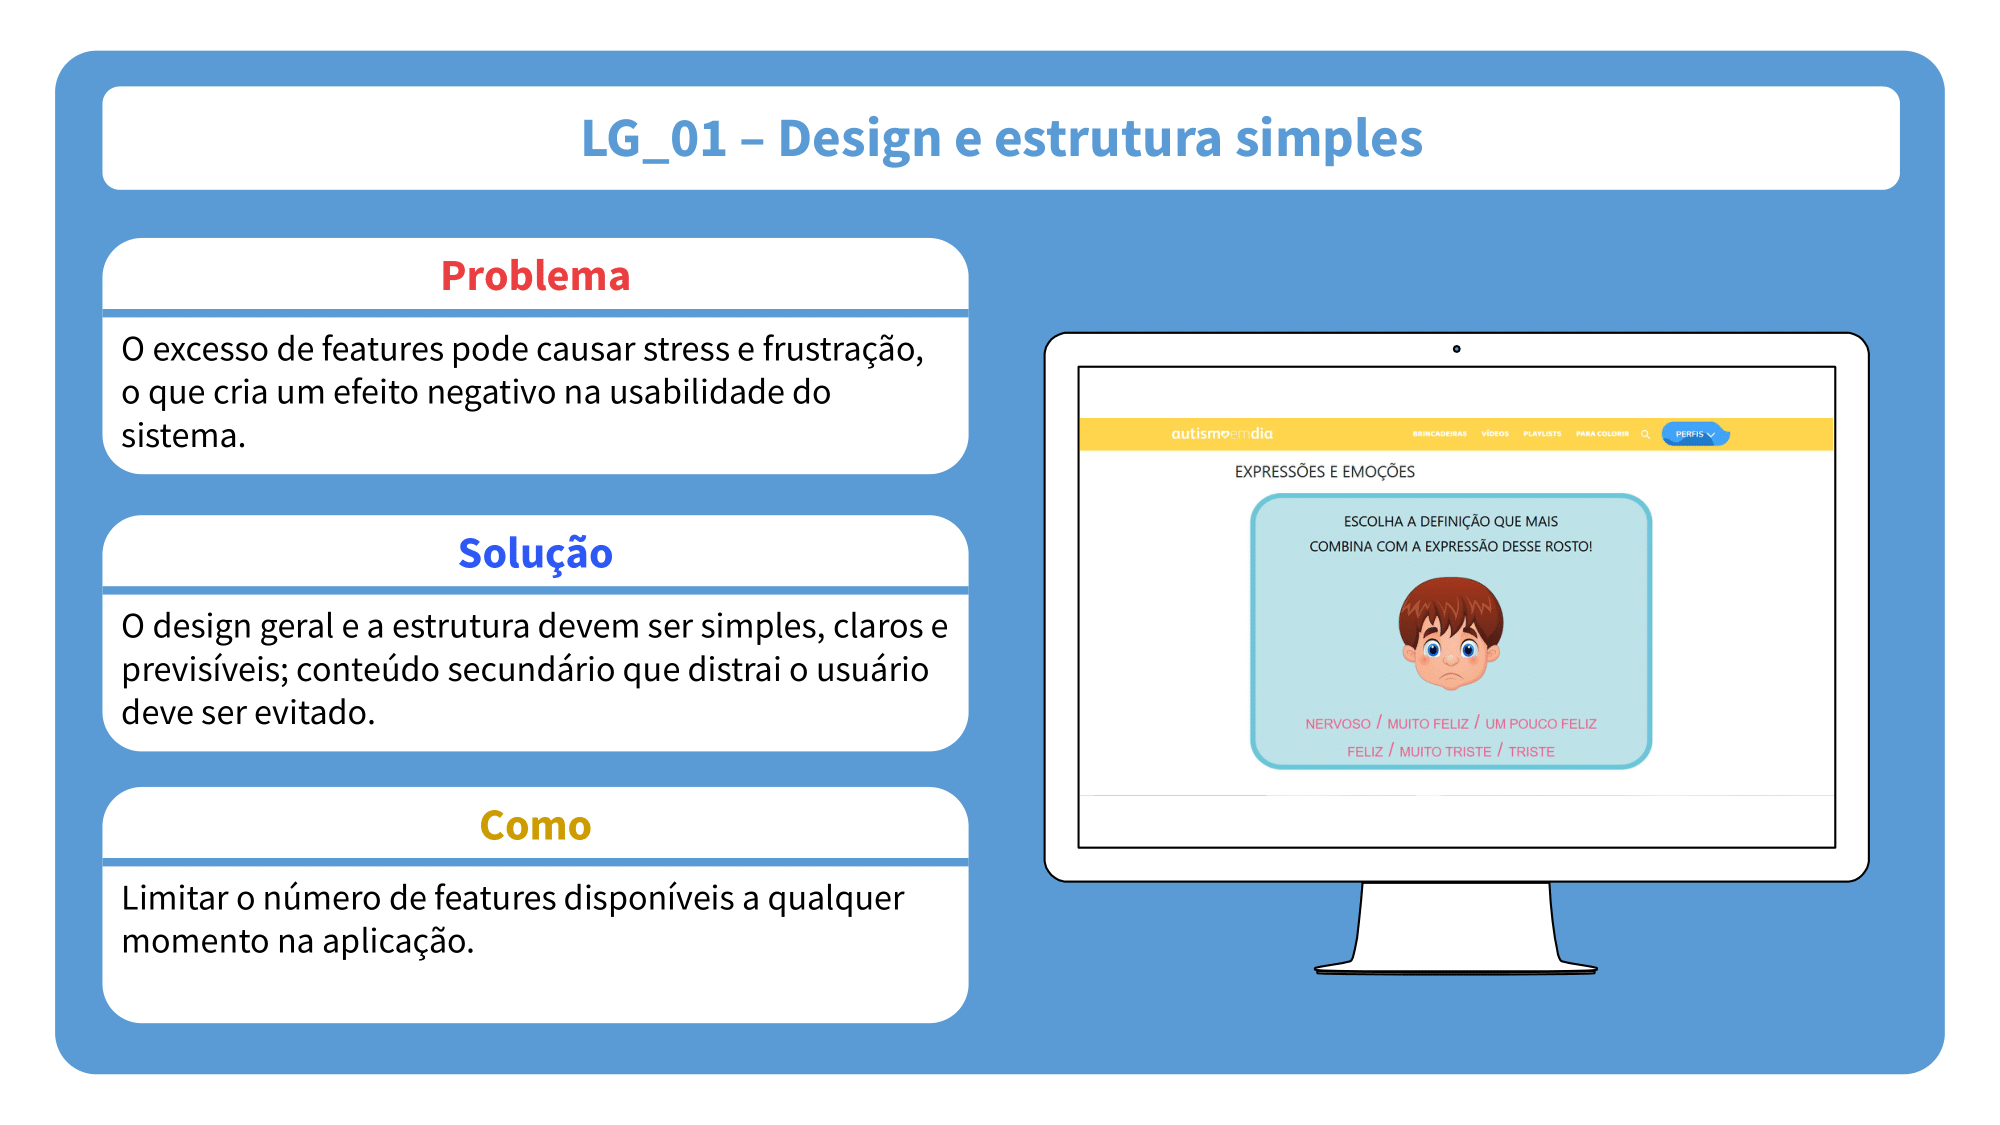 LG_01 – Design e estrutura simples
Problema
O excesso de features pode causar stress e frustração,
o que cria um efeito negativo na usabilidade do
sistema.
Solução
O design geral e a estrutura devem ser simples, claros e
previsíveis; conteúdo secundário que distrai o usuário
deve ser evitado.
Como
Limitar o número de features disponíveis a qualquer
momento na aplicação.
autismoemdia BRINCADEIRAS VÍDEOS PLAYLISTS PARA COLORIR PERFIS
EXPRESSÕES E EMOÇÕES
ESCOLHA A DEFINIÇÃO QUE MAIS
COMBINA COM A EXPRESSÃO DESSE ROSTO!
NERVOSO / MUITO FELIZ / UM POUCO FELIZ
FELIZ / MUITO TRISTE / TRISTE